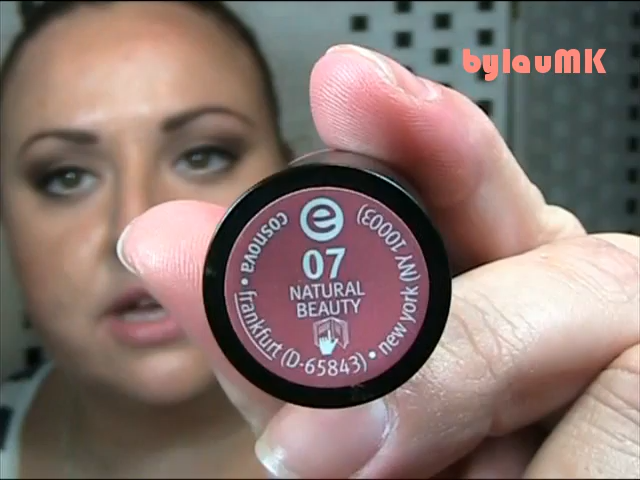 bylauMK
e
07
NATURAL
BEAUTY
cosnova • frankfurt (D-65843) • new york (NY 10003)